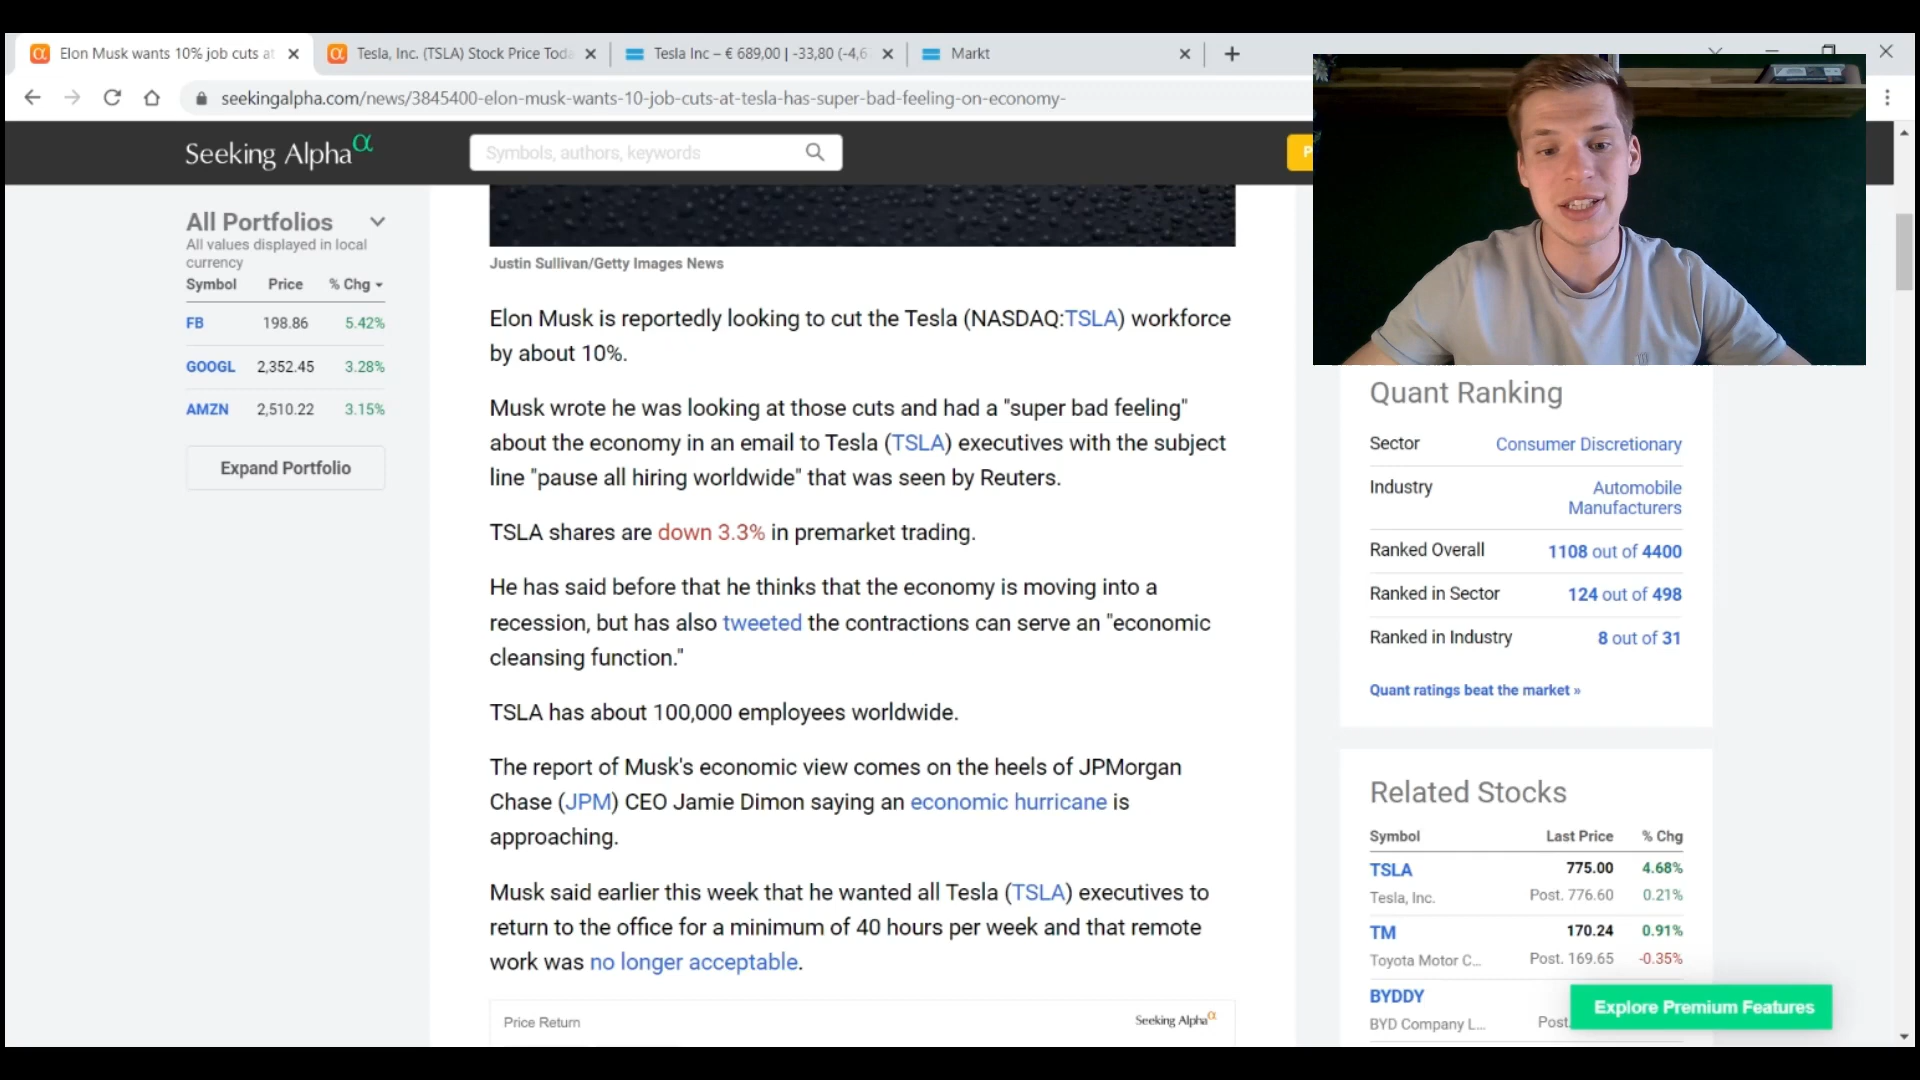 Elon Musk wants 10% job cuts at
Tesla, Inc. (TSLA) Stock Price Toda
Tesla Inc – € 689,00 | -33,80 (-4,6
Markt
seekingalpha.com/news/3845400-elon-musk-wants-10-job-cuts-at-tesla-has-super-bad-feeling-on-economy-
Seeking Alpha α
Symbols, authors, keywords
P
All Portfolios
All values displayed in local
currency
Symbol Price % Chg
FB 198.86 5.42%
GOOGL 2,352.45 3.28%
AMZN 2,510.22 3.15%
Expand Portfolio
Justin Sullivan/Getty Images News
Elon Musk is reportedly looking to cut the Tesla (NASDAQ:TSLA) workforce
by about 10%.
Musk wrote he was looking at those cuts and had a "super bad feeling"
about the economy in an email to Tesla (TSLA) executives with the subject
line "pause all hiring worldwide" that was seen by Reuters.
TSLA shares are down 3.3% in premarket trading.
He has said before that he thinks that the economy is moving into a
recession, but has also tweeted the contractions can serve an "economic
cleansing function."
TSLA has about 100,000 employees worldwide.
The report of Musk's economic view comes on the heels of JPMorgan
Chase (JPM) CEO Jamie Dimon saying an economic hurricane is
approaching.
Musk said earlier this week that he wanted all Tesla (TSLA) executives to
return to the office for a minimum of 40 hours per week and that remote
work was no longer acceptable.
Price Return
Seeking Alpha α
Quant Ranking
Sector Consumer Discretionary
Industry Automobile
Manufacturers
Ranked Overall 1108 out of 4400
Ranked in Sector 124 out of 498
Ranked in Industry 8 out of 31
Quant ratings beat the market »
Related Stocks
Symbol Last Price % Chg
TSLA 775.00 4.68%
Tesla, Inc. Post. 776.60 0.21%
TM 170.24 0.91%
Toyota Motor C... Post. 169.65 -0.35%
BYDDY
BYD Company L... Post.
Explore Premium Features